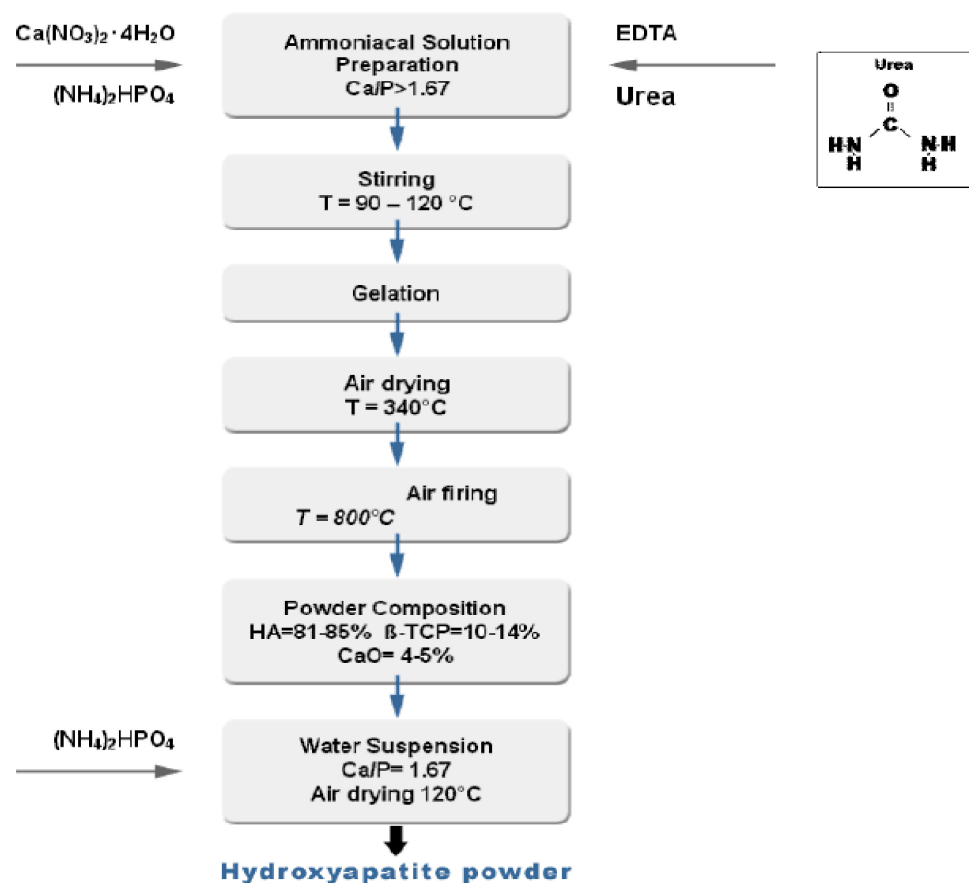 Ca(NO₃)₂·4H₂O
(NH₄)₂HPO₄
Ammoniacal Solution
Preparation
Ca/P>1.67
EDTA
Urea
Urea
O
C
H-N
H
N-H
H
Stirring
T = 90 – 120 °C
Gelation
Air drying
T = 340°C
Air firing
T = 800°C
Powder Composition
HA=81-85% ß-TCP=10-14%
CaO= 4-5%
(NH₄)₂HPO₄
Water Suspension
Ca/P= 1.67
Air drying 120°C
Hydroxyapatite powder